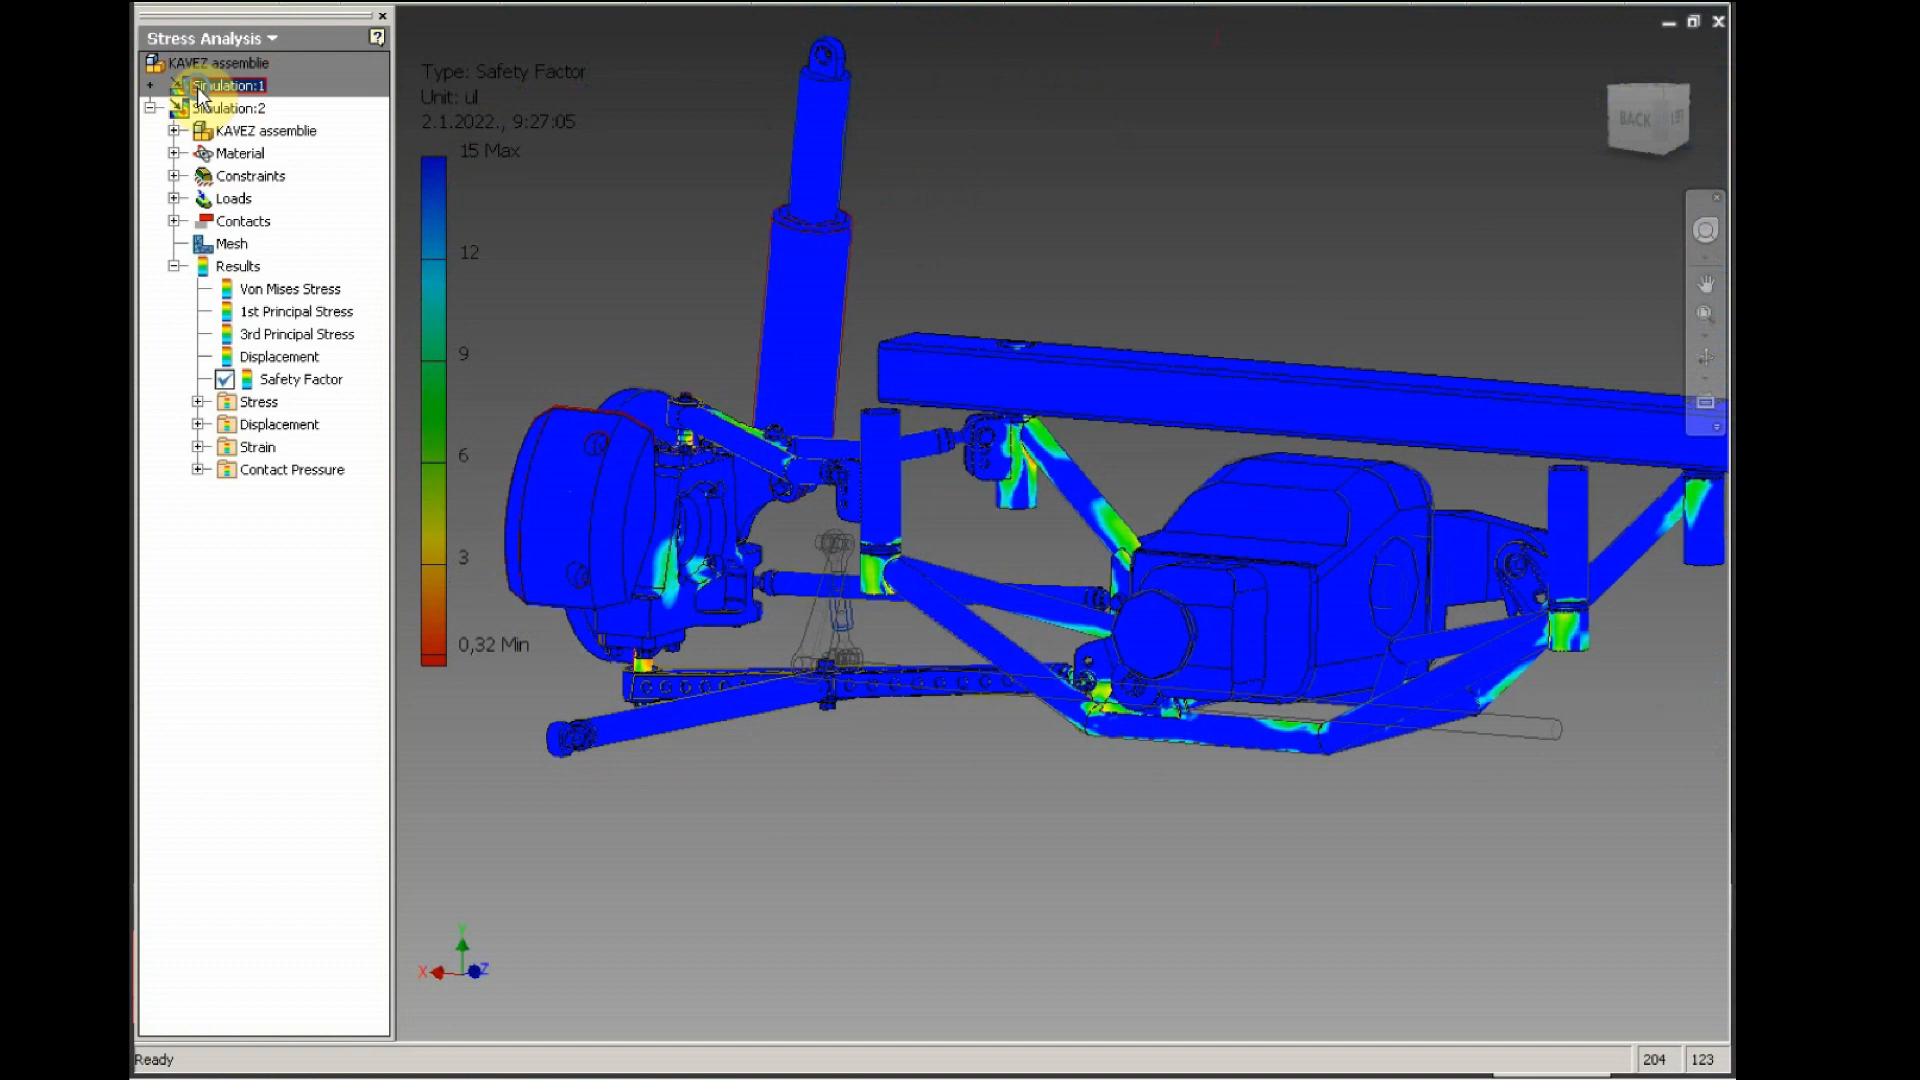 Stress Analysis
KAVEZ assemblie
Simulation:1
Simulation:2
KAVEZ assemblie
Material
Constraints
Loads
Contacts
Mesh
Results
Von Mises Stress
1st Principal Stress
3rd Principal Stress
Displacement
Safety Factor
Stress
Displacement
Strain
Contact Pressure
Type: Safety Factor
Unit: ul
2.1.2022., 9:27:05
15 Max
12
9
6
3
0,32 Min
BACK
Y
X
Z
Ready
204
123